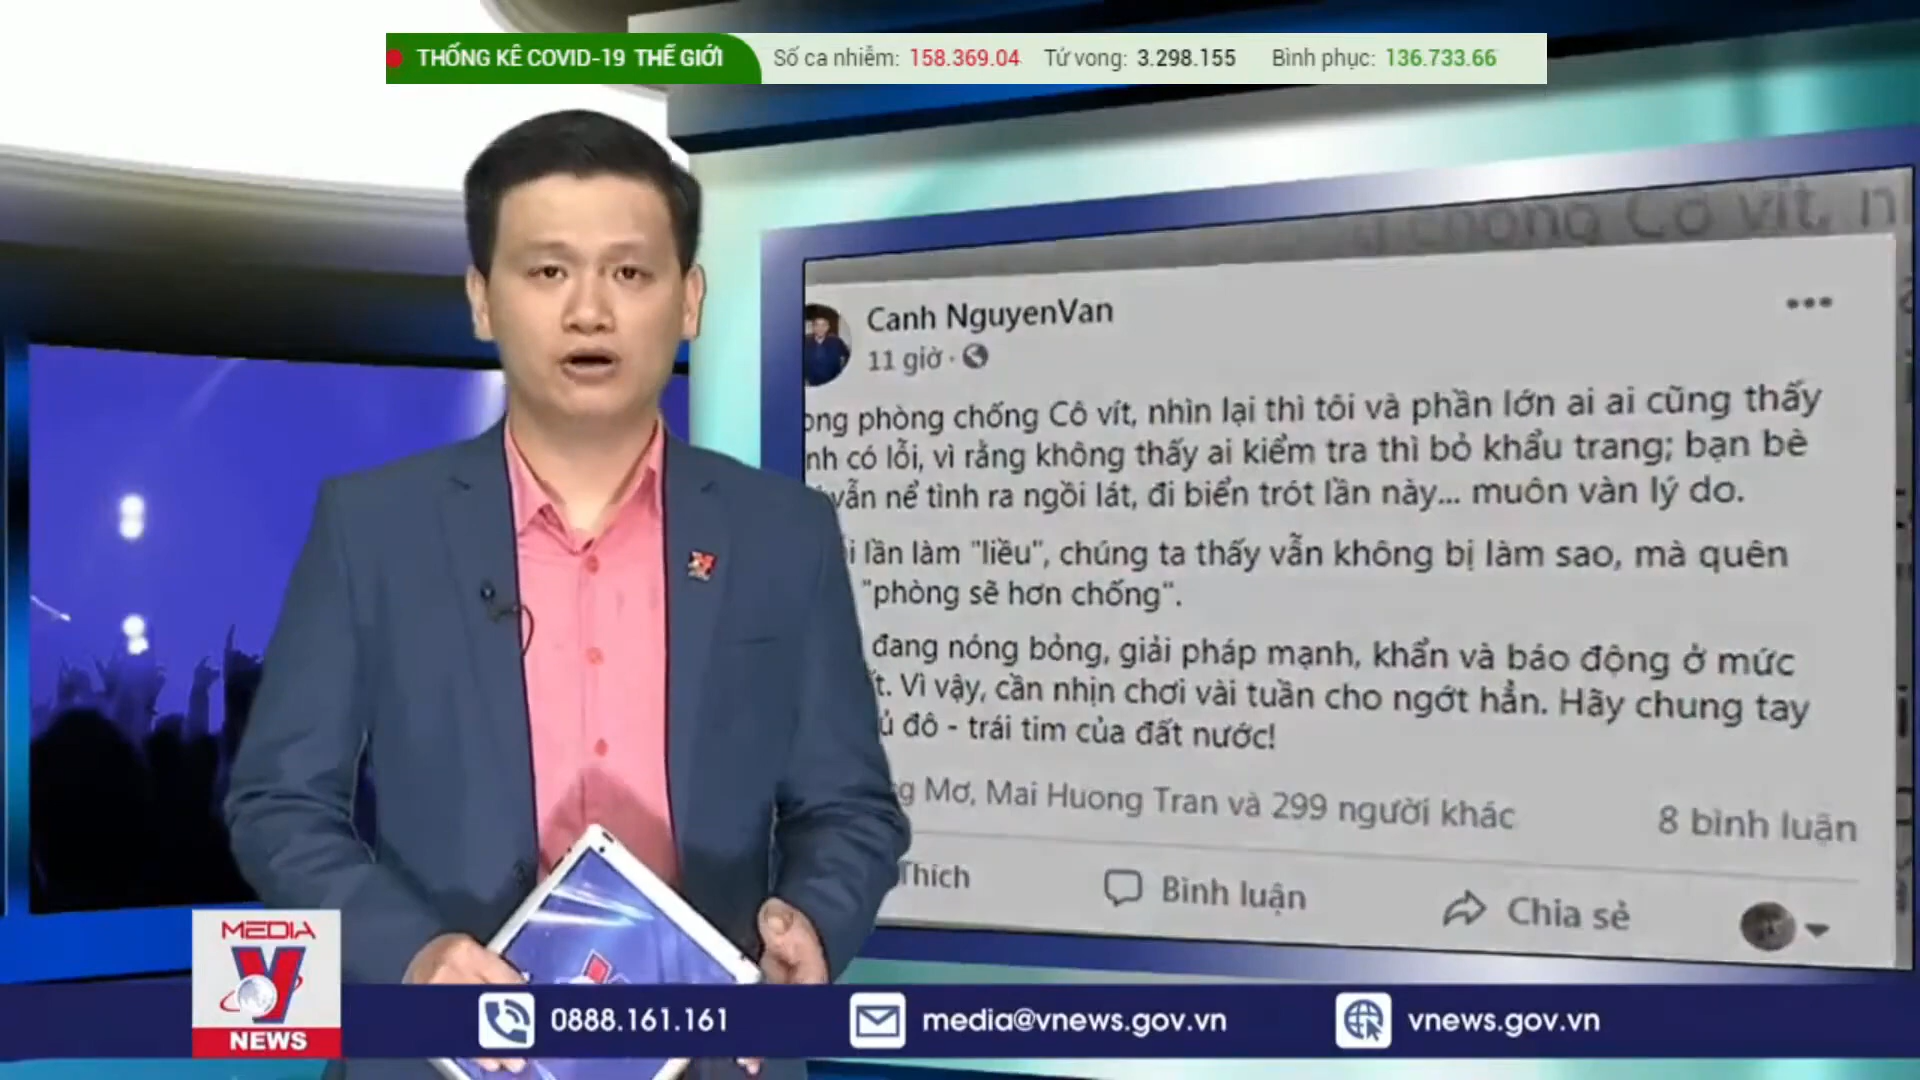 THỐNG KÊ COVID-19 THẾ GIỚI Số ca nhiễm: 158.369.04 Tử vong: 3.298.155 Bình phục: 136.733.66
chống Cô vít, n
Canh NguyenVan
11 giờ ·
ong phòng chống Cô vít, nhìn lại thì tôi và phần lớn ai ai cũng thấy
nh có lỗi, vì rằng không thấy ai kiểm tra thì bỏ khẩu trang; bạn bè
vẫn nể tình ra ngồi lát, đi biển trót lần này... muôn vàn lý do.
i lần làm "liều", chúng ta thấy vẫn không bị làm sao, mà quên
"phòng sẽ hơn chống".
đang nóng bỏng, giải pháp mạnh, khẩn và báo động ở mức
t. Vì vậy, cần nhịn chơi vài tuần cho ngớt hẳn. Hãy chung tay
ủ đô - trái tim của đất nước!
g Mơ, Mai Huong Tran và 299 người khác 8 bình luận
Thích Bình luận Chia sẻ
MEDIA
NEWS
0888.161.161 media@vnews.gov.vn vnews.gov.vn